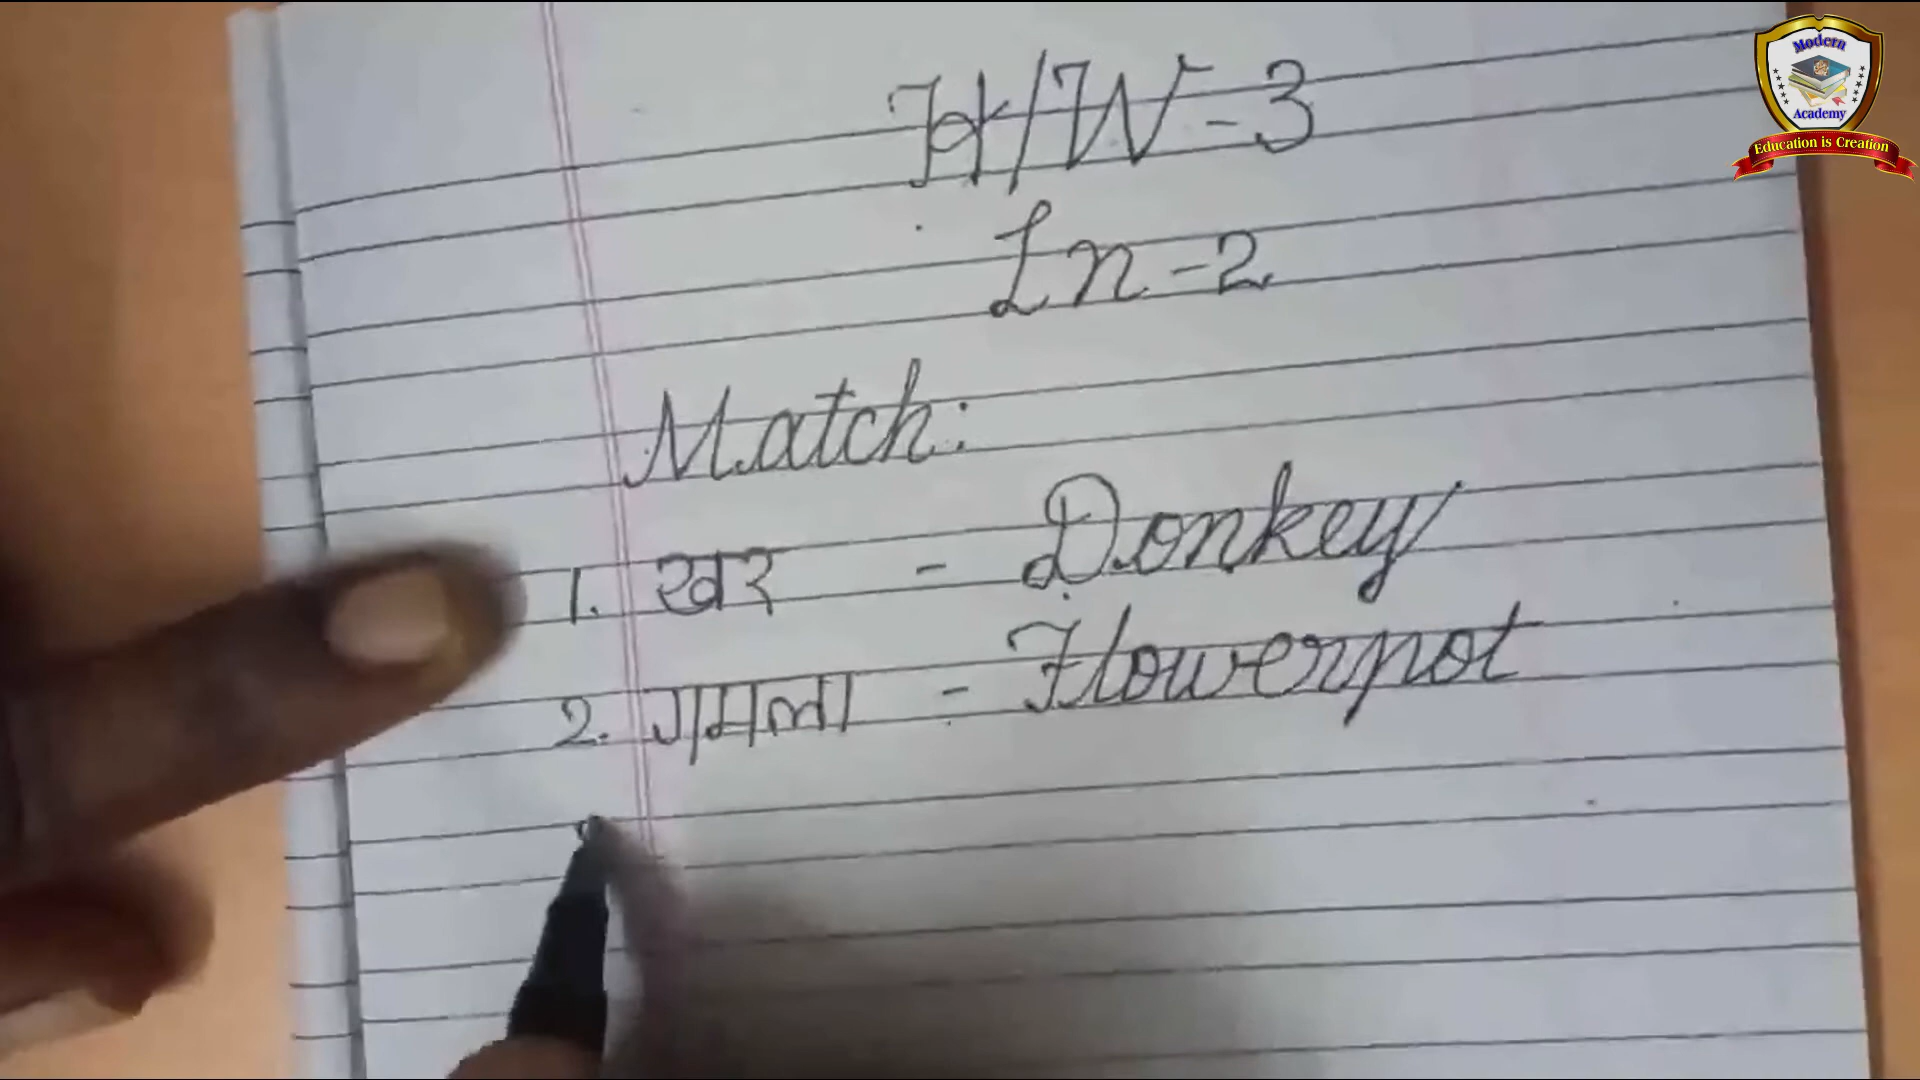 H/W-3
Ln-2
Match:
1. खर - Donkey
2. गमला - Flowerpot
Modern
Academy
Education is Creation